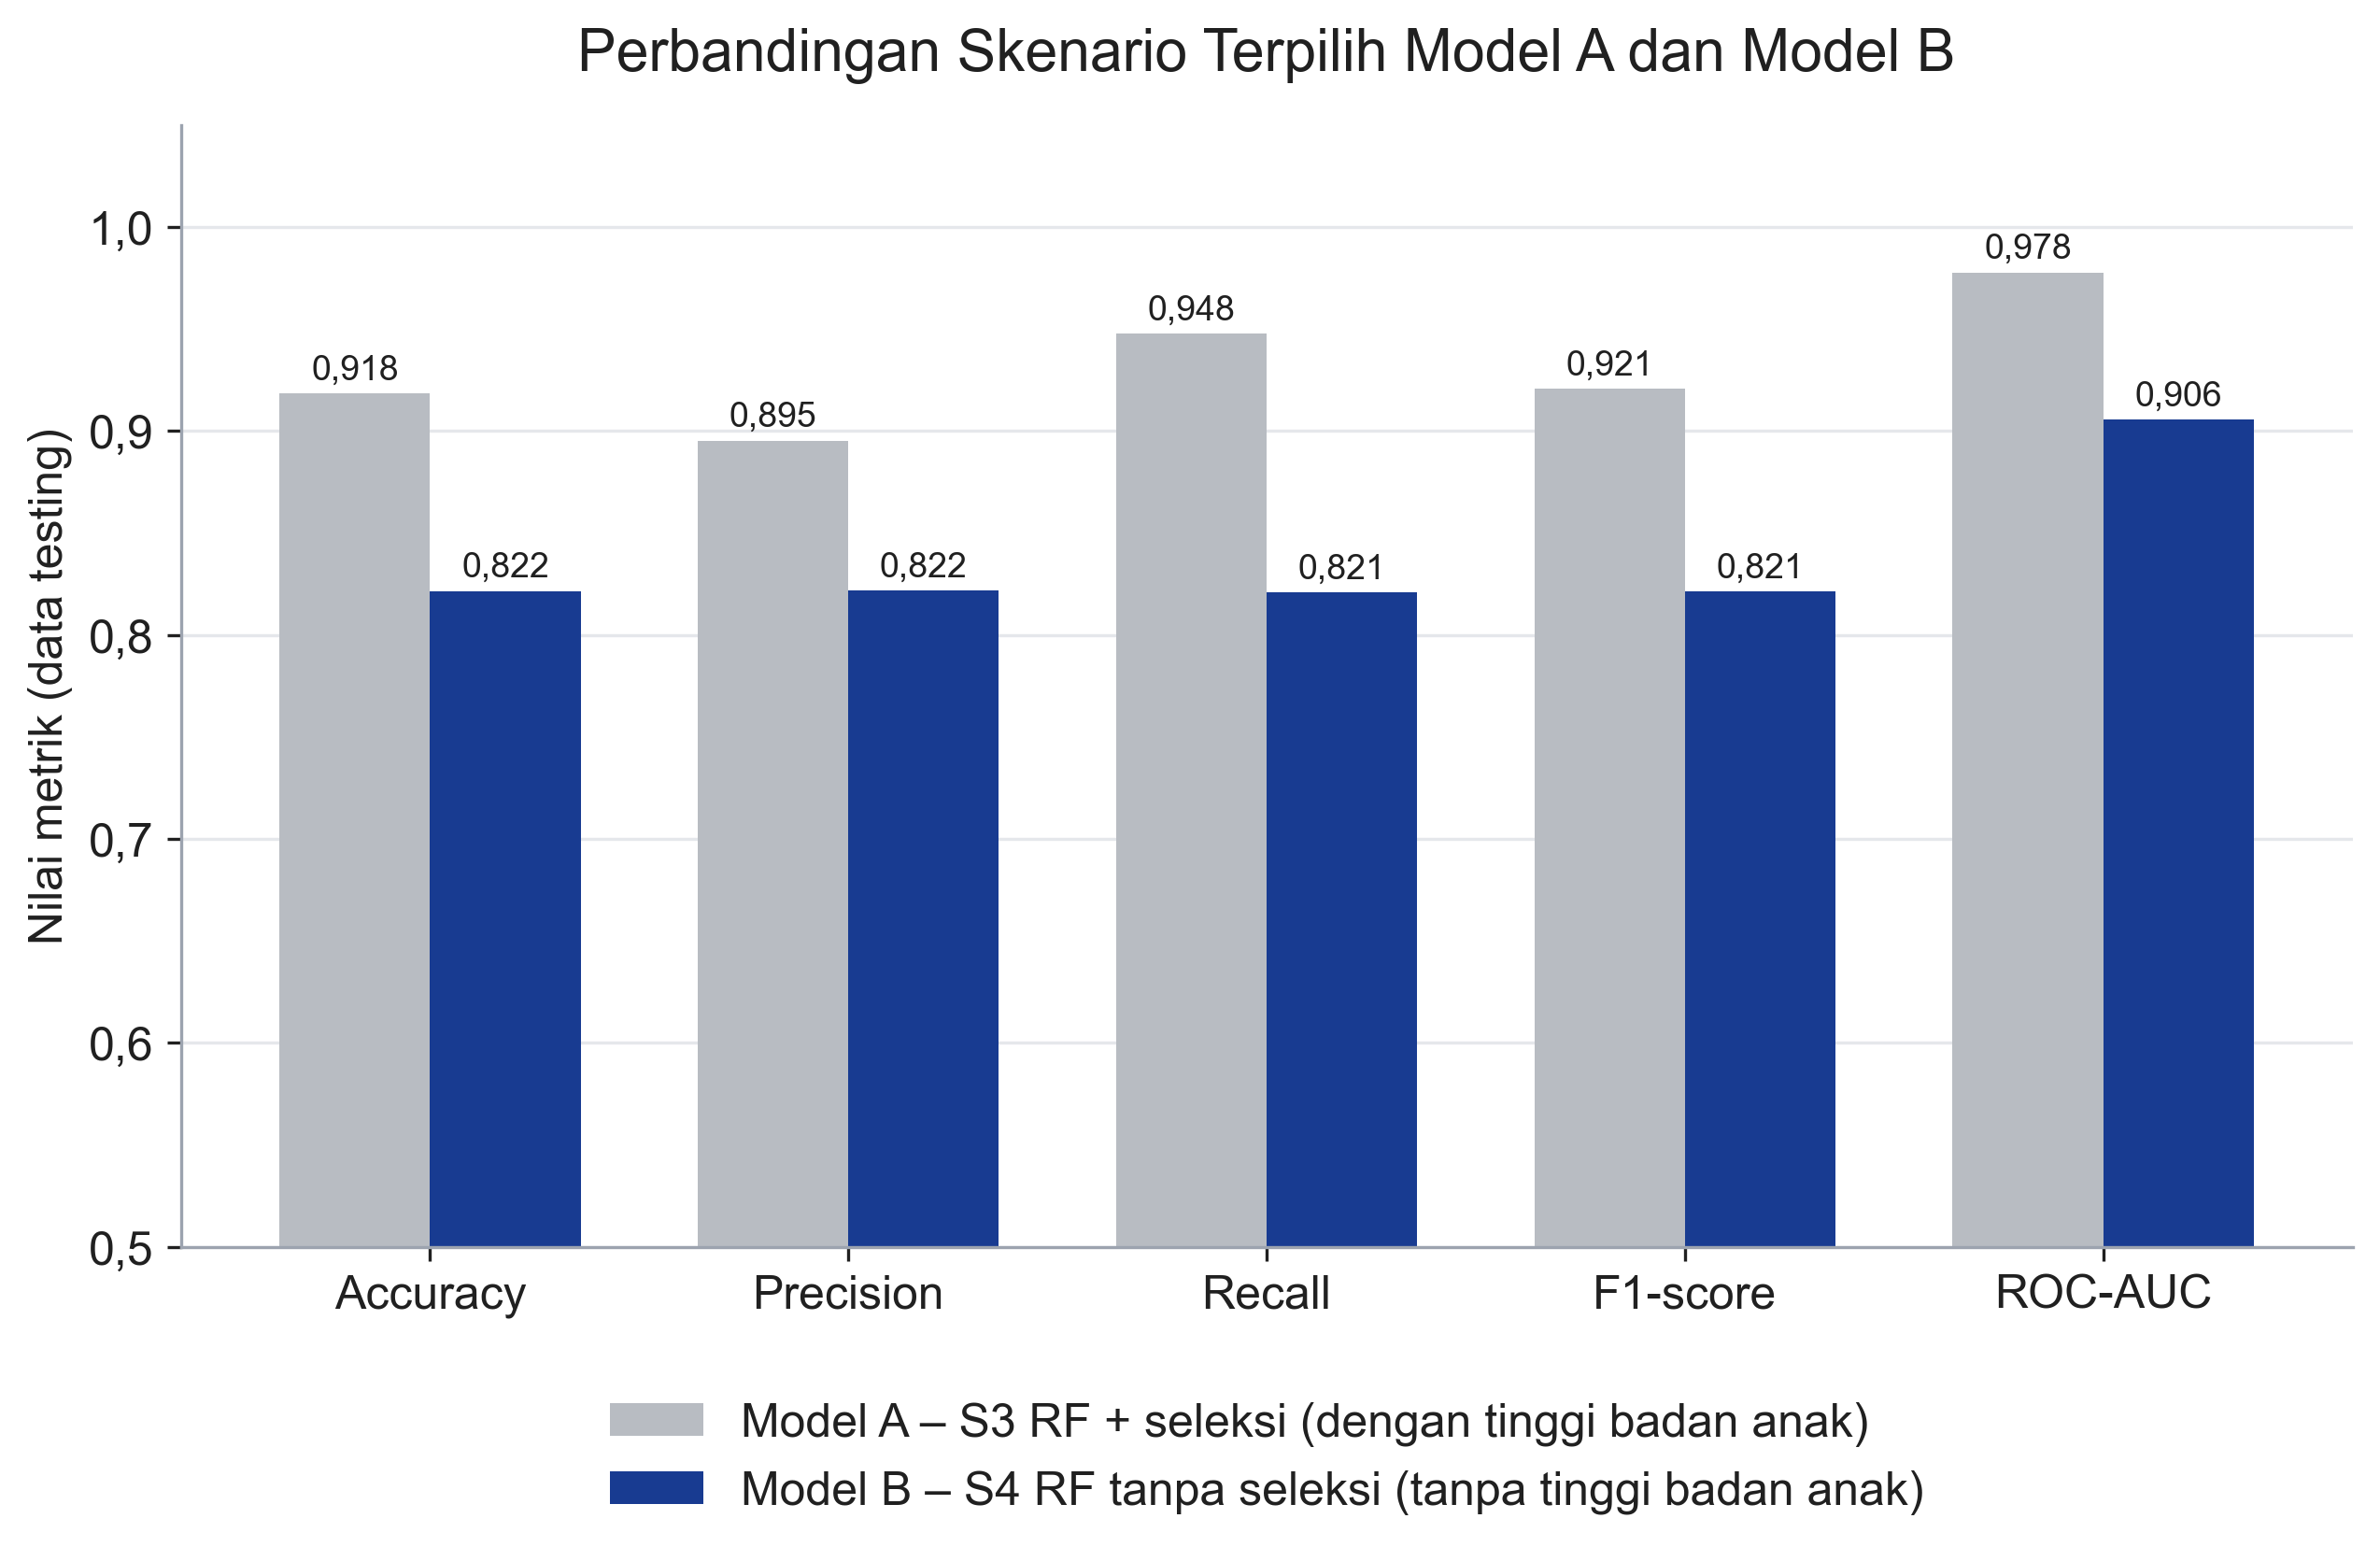 Perbandingan Skenario Terpilih Model A dan Model B
Nilai metrik (data testing)
1,0
0,9
0,8
0,7
0,6
0,5
0,918
0,822
0,895
0,822
0,948
0,821
0,921
0,821
0,978
0,906
Accuracy
Precision
Recall
F1-score
ROC-AUC
Model A – S3 RF + seleksi (dengan tinggi badan anak)
Model B – S4 RF tanpa seleksi (tanpa tinggi badan anak)